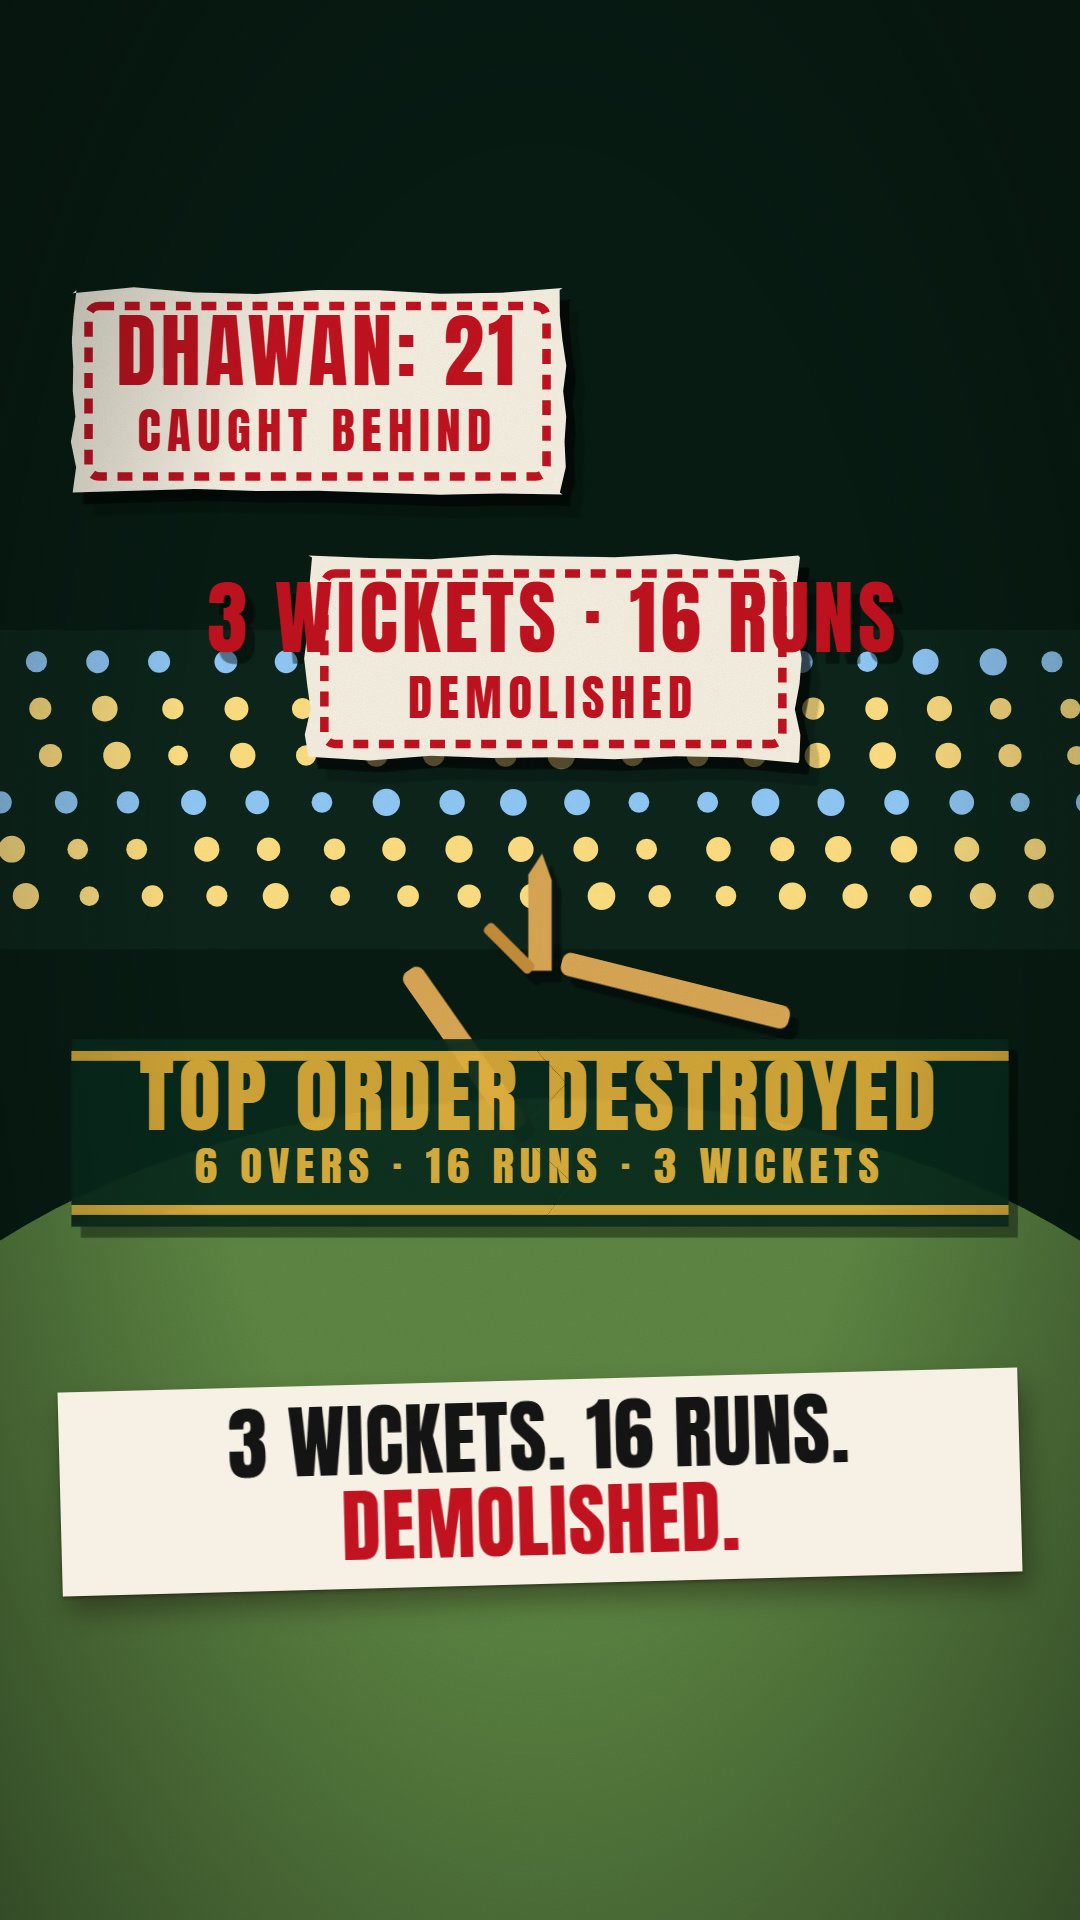 DHAWAN: 21
CAUGHT BEHIND
3 WICKETS · 16 RUNS
DEMOLISHED
TOP ORDER DESTROYED
6 OVERS · 16 RUNS · 3 WICKETS
3 WICKETS. 16 RUNS.
DEMOLISHED.